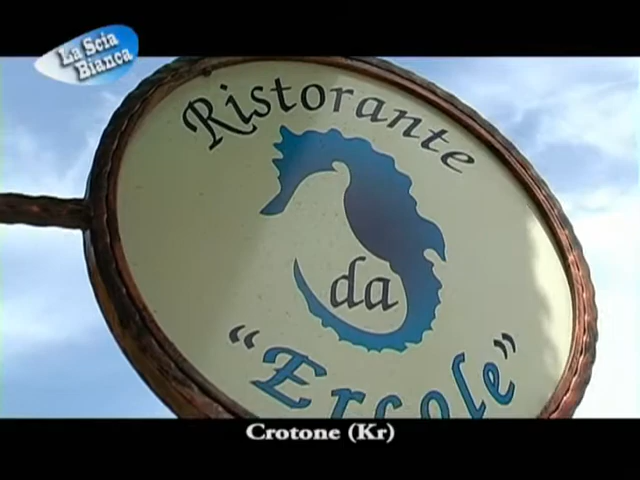 La Scia
Bianca
Ristorante
da
“Ercole”
Crotone (Kr)